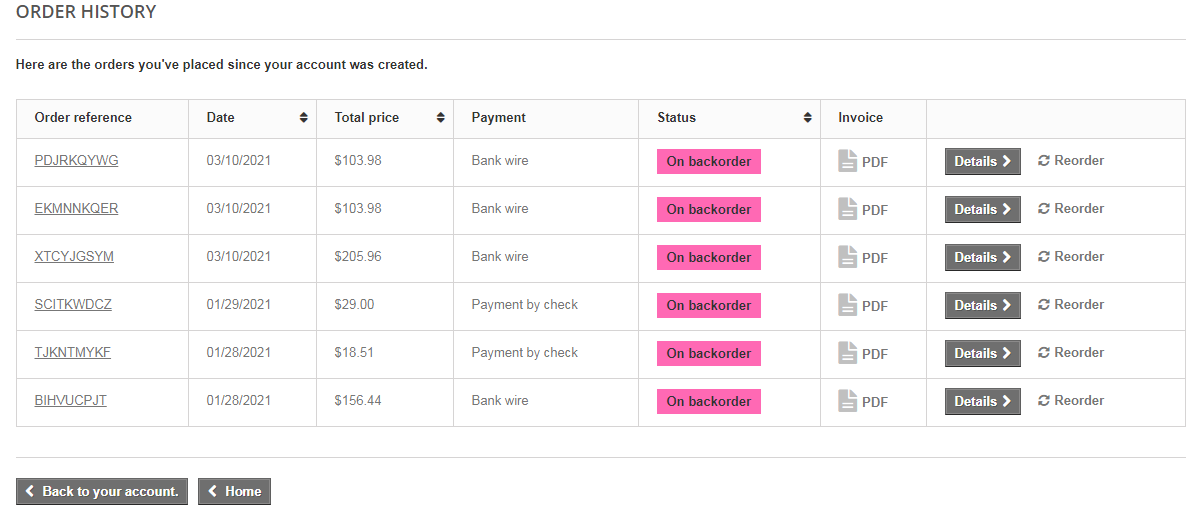 ORDER HISTORY
Here are the orders you've placed since your account was created.
Order reference Date Total price Payment Status Invoice
PDJRKQYWG 03/10/2021 $103.98 Bank wire On backorder PDF Details Reorder
EKMNNKQER 03/10/2021 $103.98 Bank wire On backorder PDF Details Reorder
XTCYJGSYM 03/10/2021 $205.96 Bank wire On backorder PDF Details Reorder
SCITKWDCZ 01/29/2021 $29.00 Payment by check On backorder PDF Details Reorder
TJKNTMYKF 01/28/2021 $18.51 Payment by check On backorder PDF Details Reorder
BIHVUCPJT 01/28/2021 $156.44 Bank wire On backorder PDF Details Reorder
Back to your account. Home